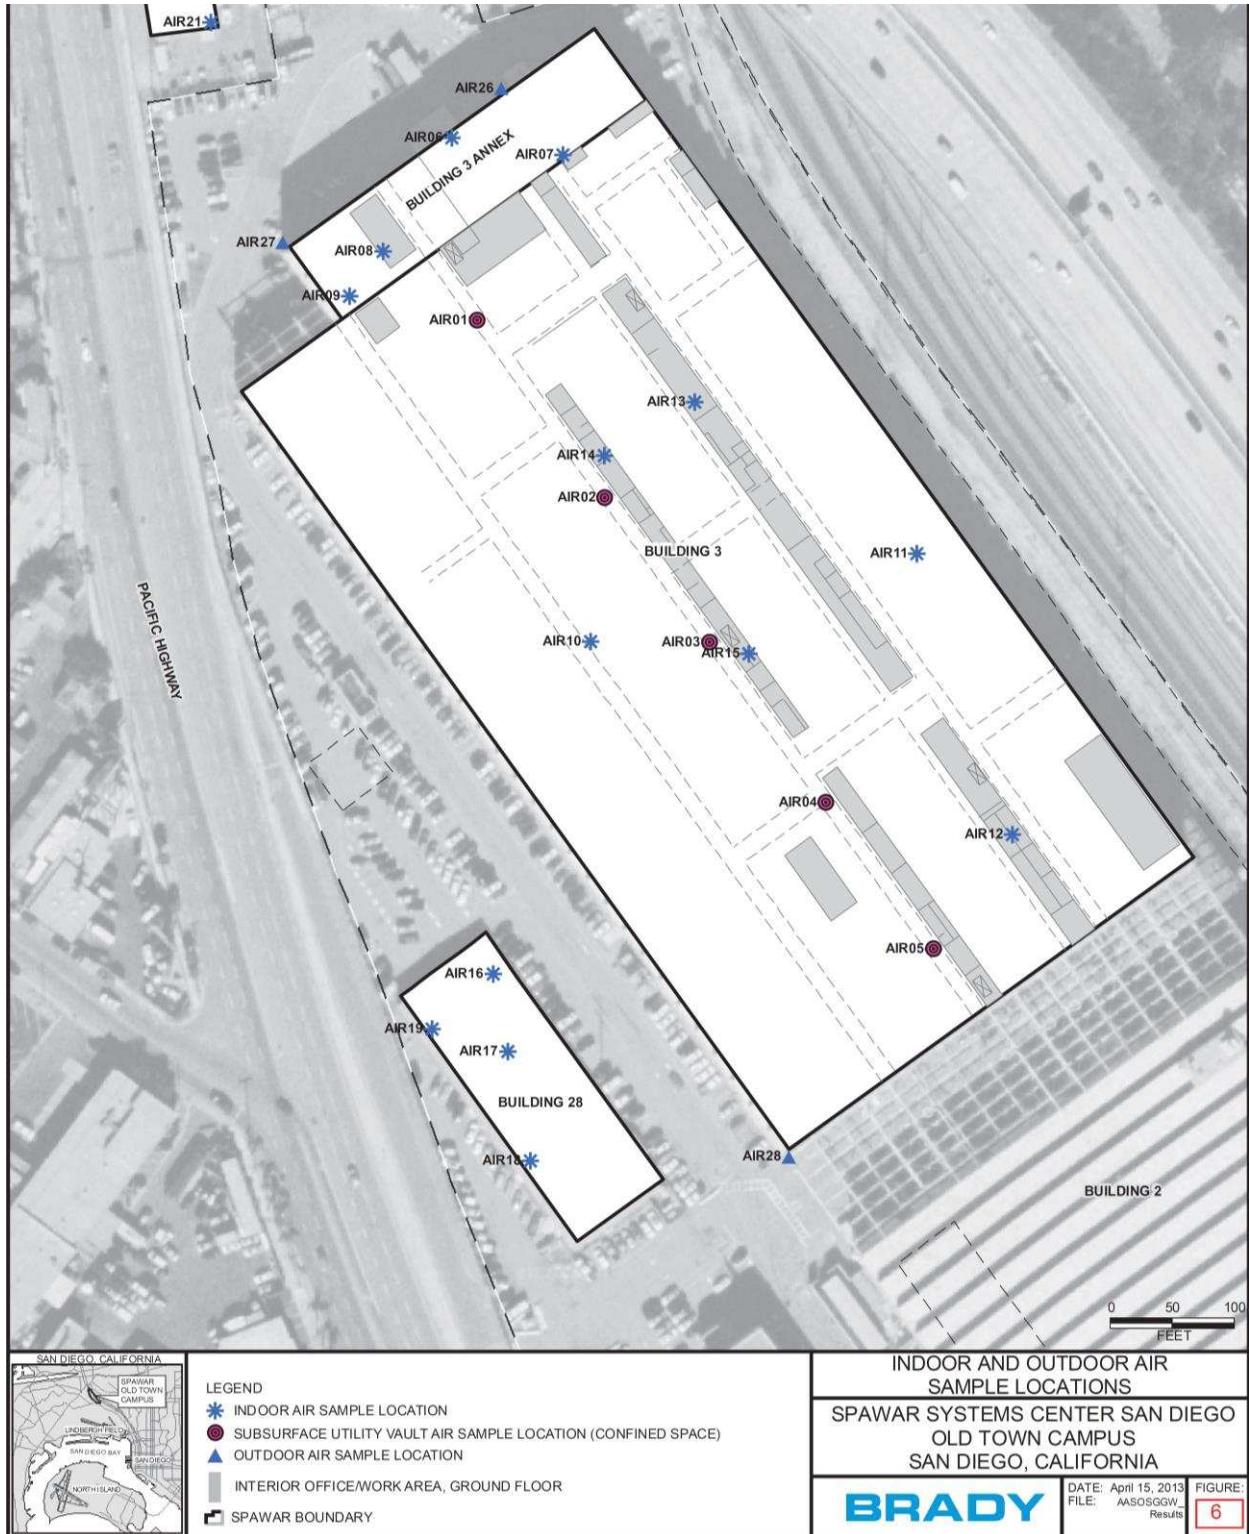 AIR21
AIR26
AIR06
BUILDING 3 ANNEX
AIR07
AIR27
AIR08
AIR09
AIR01
AIR13
AIR14
AIR02
BUILDING 3
AIR11
PACIFIC HIGHWAY
AIR10
AIR03
AIR15
AIR04
AIR12
AIR05
AIR16
AIR19
AIR17
BUILDING 28
AIR18
AIR28
BUILDING 2
0 50 100
FEET
SAN DIEGO, CALIFORNIA
SPAWAR
OLD TOWN
CAMPUS
LINDBERGH FIELD
SAN DIEGO BAY
SAN DIEGO
NORTH ISLAND
LEGEND
INDOOR AIR SAMPLE LOCATION
SUBSURFACE UTILITY VAULT AIR SAMPLE LOCATION (CONFINED SPACE)
OUTDOOR AIR SAMPLE LOCATION
INTERIOR OFFICE/WORK AREA, GROUND FLOOR
SPAWAR BOUNDARY
INDOOR AND OUTDOOR AIR
SAMPLE LOCATIONS
SPAWAR SYSTEMS CENTER SAN DIEGO
OLD TOWN CAMPUS
SAN DIEGO, CALIFORNIA
BRADY
DATE: April 15, 2013
FILE: AASOSGGW_
Results
FIGURE:
6